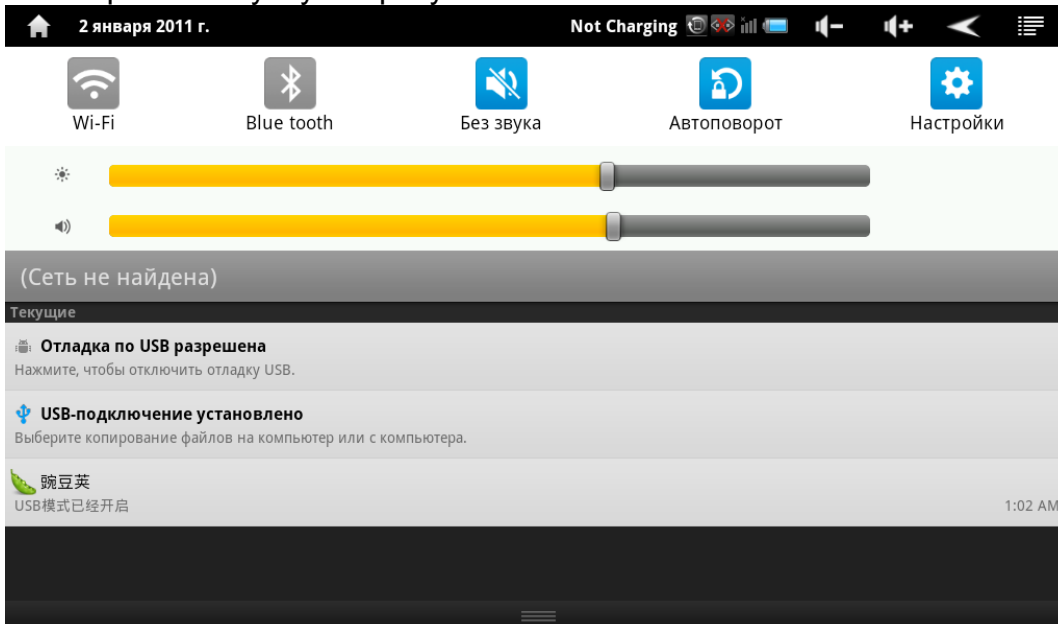 2 января 2011 г. Not Charging
Wi-Fi Blue tooth Без звука Автоповорот Настройки
(Сеть не найдена)
Текущие
Отладка по USB разрешена
Нажмите, чтобы отключить отладку USB.
USB-подключение установлено
Выберите копирование файлов на компьютер или с компьютера.
豌豆荚
USB模式已经开启 1:02 AM